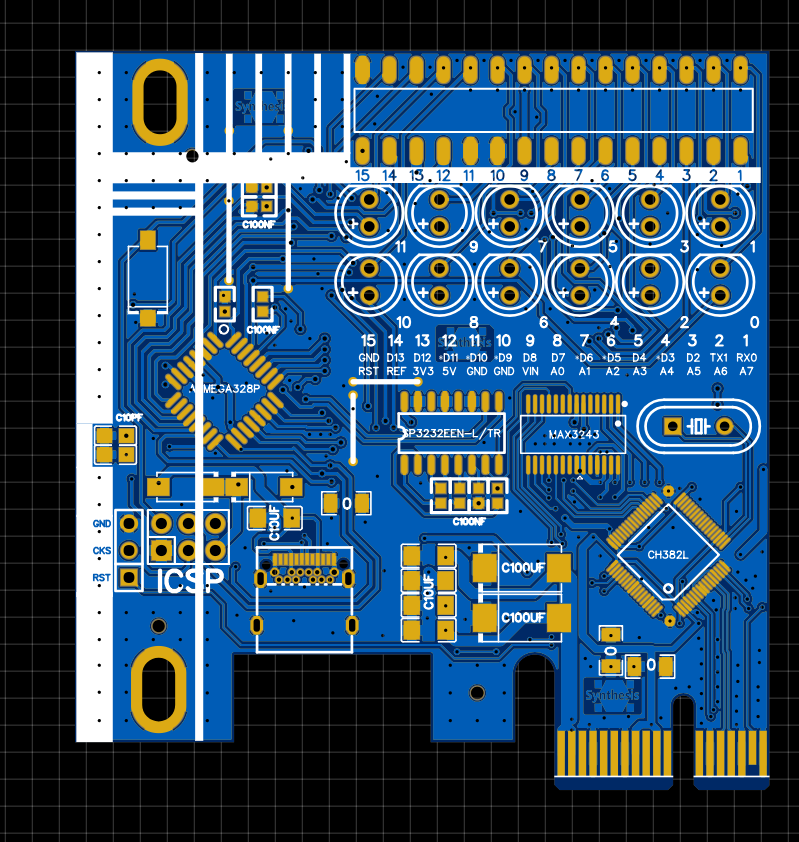 Synthesis
15 14 13 12 11 10 9 8 7 6 5 4 3 2 1
C100NF
11 9 7 5 3 1
C100NF
10 8 6 4 2 0
15 14 13 12 11 10 9 8 7 6 5 4 3 2 1
GND D13 D12 D11 D10 D9 D8 D7 D6 D5 D4 D3 D2 TX1 RX0
RST REF 3V3 5V GND GND VIN A0 A1 A2 A3 A4 A5 A6 A7
MEGA328P
C10PF
SP3232EEN-L/TR
MAX3243
C10UF
0
C100NF
GND
CKS
RST
ICSP
CH382L
C10UF
C100UF
C100UF
0
0
Synthesis